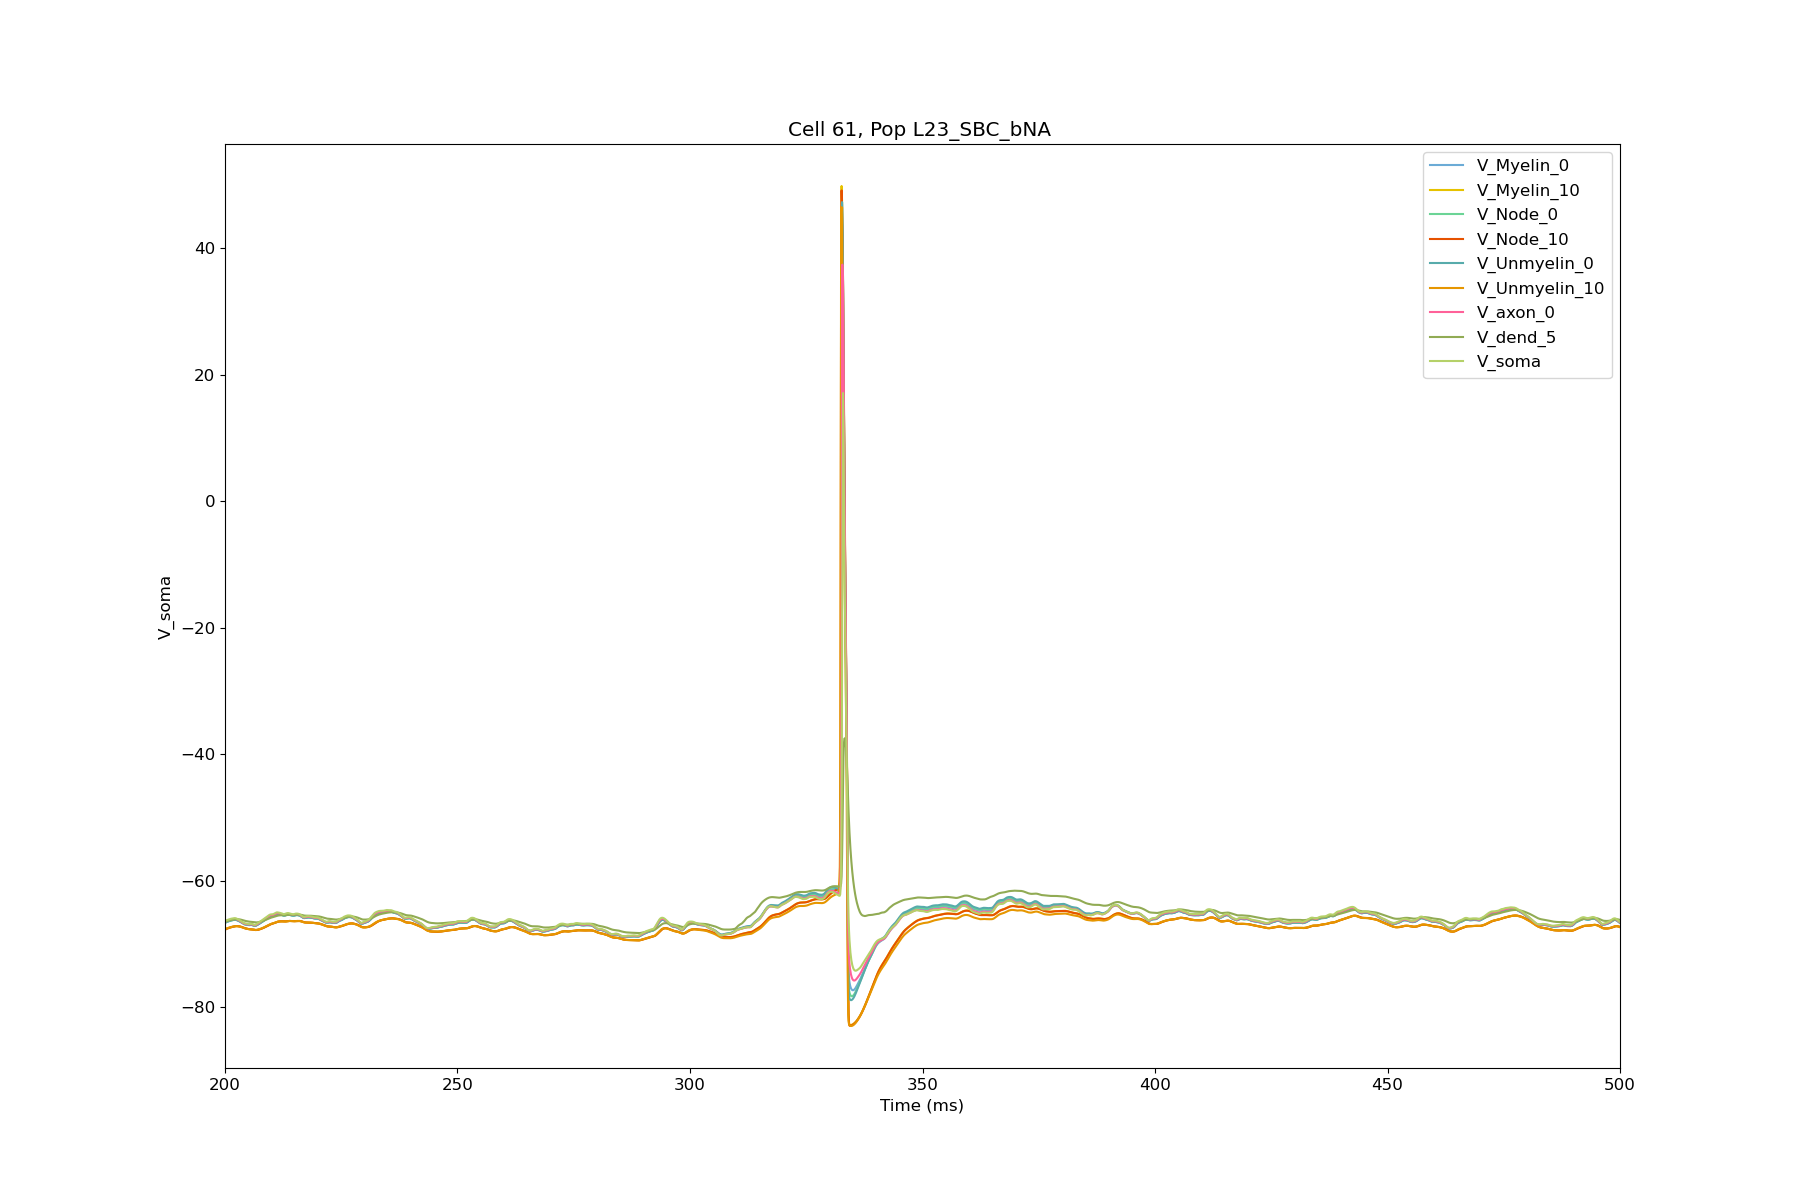 Cell 61, Pop L23_SBC_bNA
V_Myelin_0
V_Myelin_10
V_Node_0
V_Node_10
V_Unmyelin_0
V_Unmyelin_10
V_axon_0
V_dend_5
V_soma
40
20
0
−20
−40
−60
−80
V_soma
200 250 300 350 400 450 500
Time (ms)